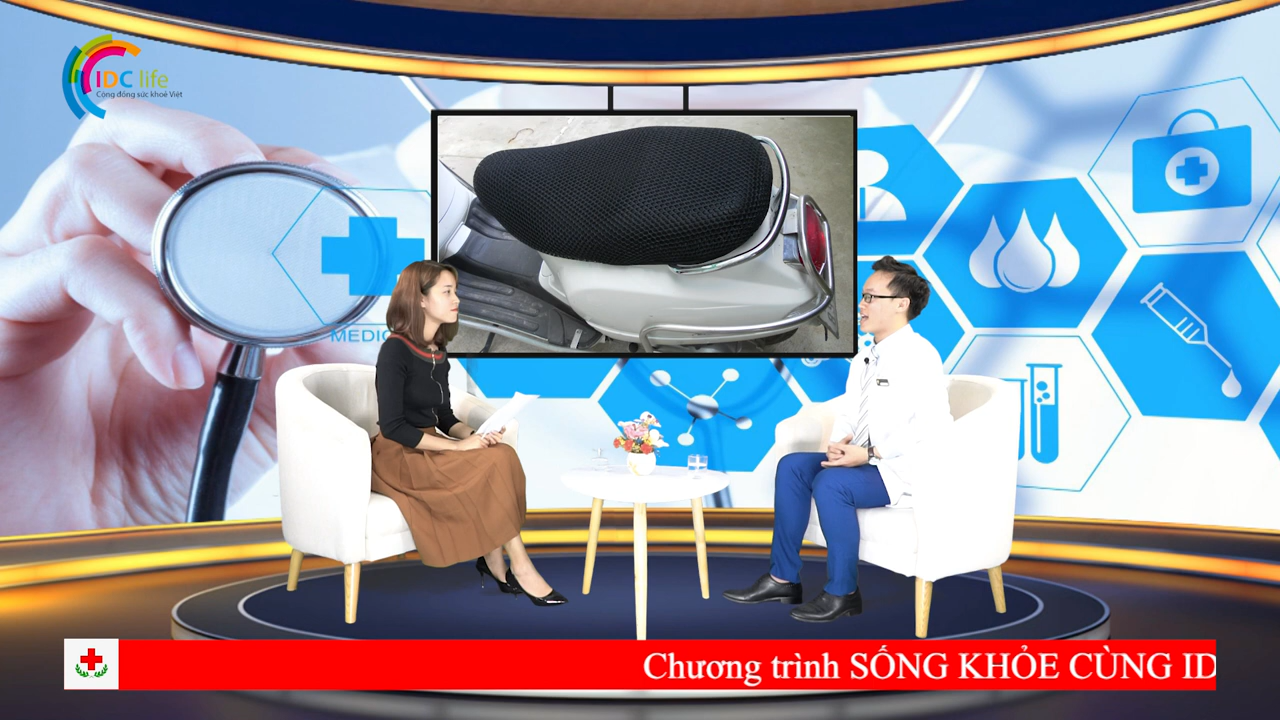 IDC life
Cộng đồng sức khoẻ Việt
MEDIC
Chương trình SỐNG KHỎE CÙNG ID